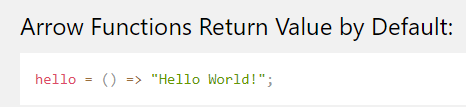 Arrow Functions Return Value by Default:
hello = () => "Hello World!";